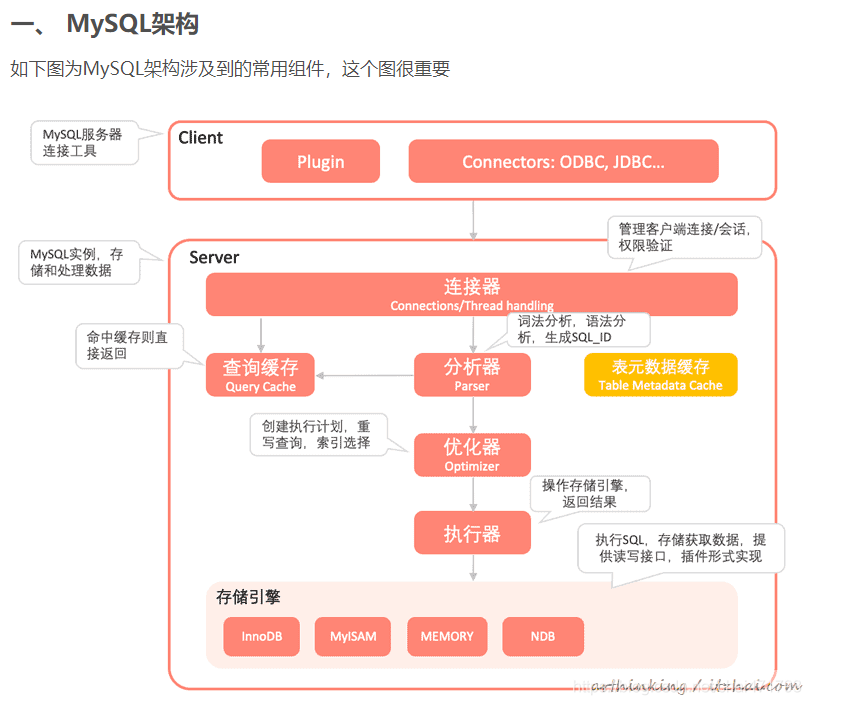 一、 MySQL架构
如下图为MySQL架构涉及到的常用组件，这个图很重要
MySQL服务器
连接工具
Client
Plugin
Connectors: ODBC, JDBC...
管理客户端连接/会话，
权限验证
MySQL实例，存
储和处理数据
Server
连接器
Connections/Thread handling
词法分析，语法分
析，生成SQL_ID
命中缓存则直
接返回
查询缓存
Query Cache
分析器
Parser
表元数据缓存
Table Metadata Cache
创建执行计划，重
写查询，索引选择
优化器
Optimizer
操作存储引擎，
返回结果
执行器
执行SQL，存储获取数据，提
供读写接口，插件形式实现
存储引擎
InnoDB
MyISAM
MEMORY
NDB
arthinking / itzhai.com